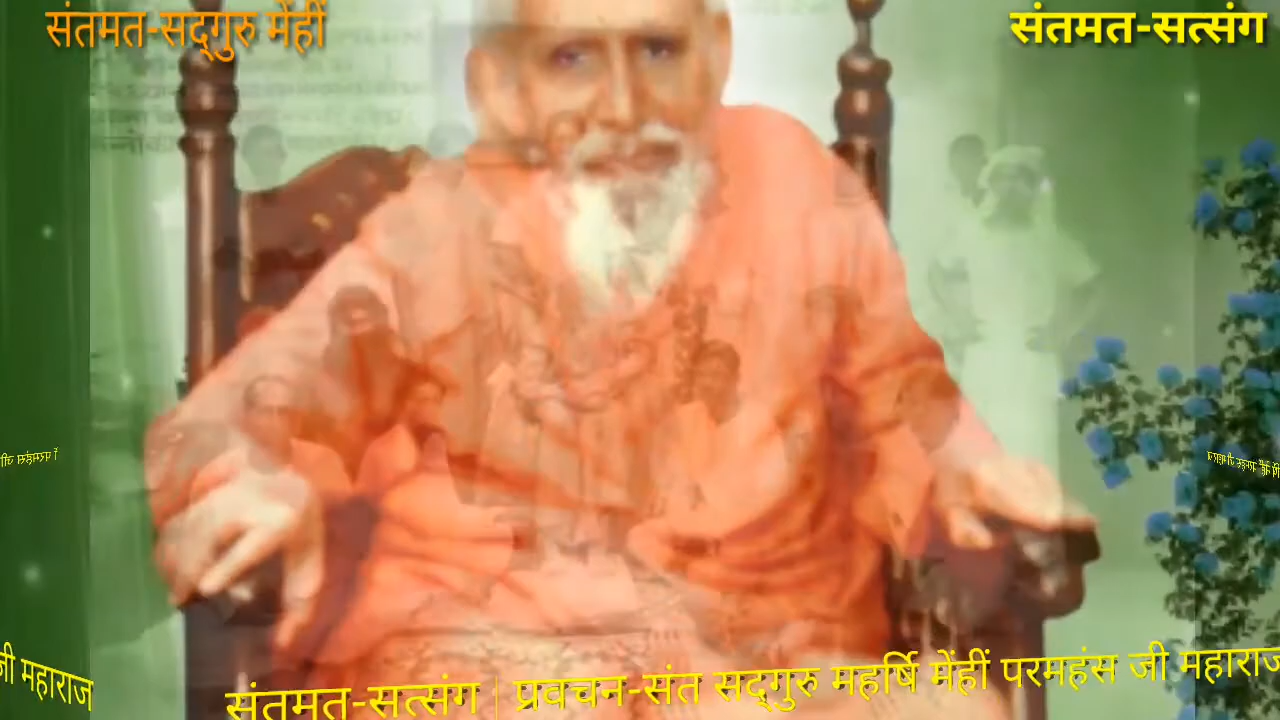 संतमत-सद्गुरु मेंहीं
संतमत-सत्संग
जी महाराज
संतमत-सत्संग | प्रवचन-संत सद्गुरु महर्षि मेंहीं परमहंस जी महाराज